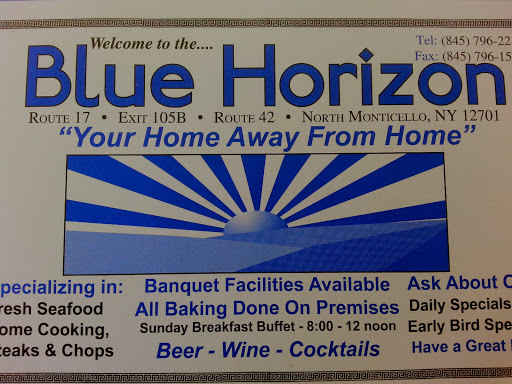 Welcome to the....
Tel: (845) 796-22
Fax: (845) 796-15
Blue Horizon
Route 17 • Exit 105B • Route 42 • North Monticello, NY 12701
"Your Home Away From Home"
pecializing in:
resh Seafood
ome Cooking,
teaks & Chops
Banquet Facilities Available
All Baking Done On Premises
Sunday Breakfast Buffet - 8:00 - 12 noon
Beer - Wine - Cocktails
Ask About O
Daily Specials
Early Bird Spe
Have a Great